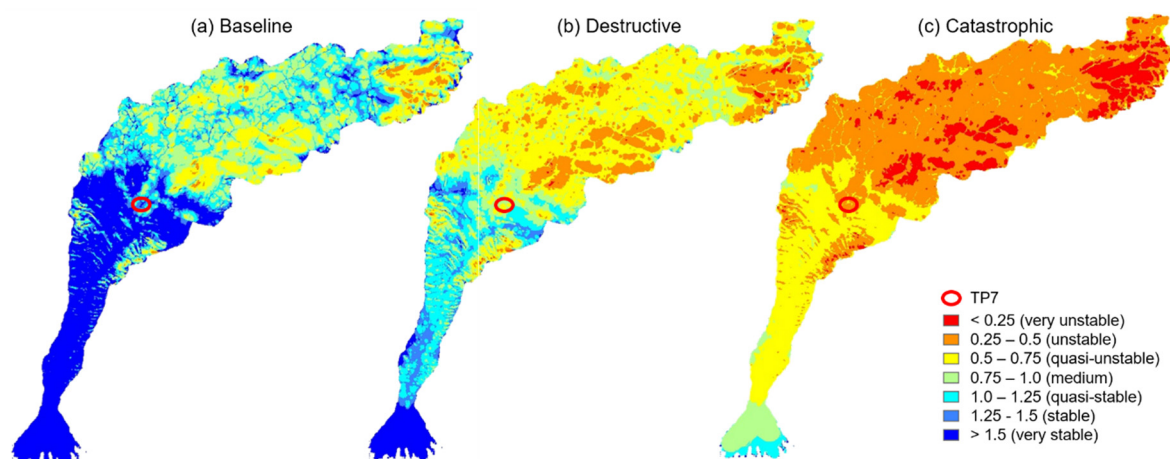 (a) Baseline
(b) Destructive
(c) Catastrophic
TP7
< 0.25 (very unstable)
0.25 – 0.5 (unstable)
0.5 – 0.75 (quasi-unstable)
0.75 – 1.0 (medium)
1.0 – 1.25 (quasi-stable)
1.25 - 1.5 (stable)
> 1.5 (very stable)